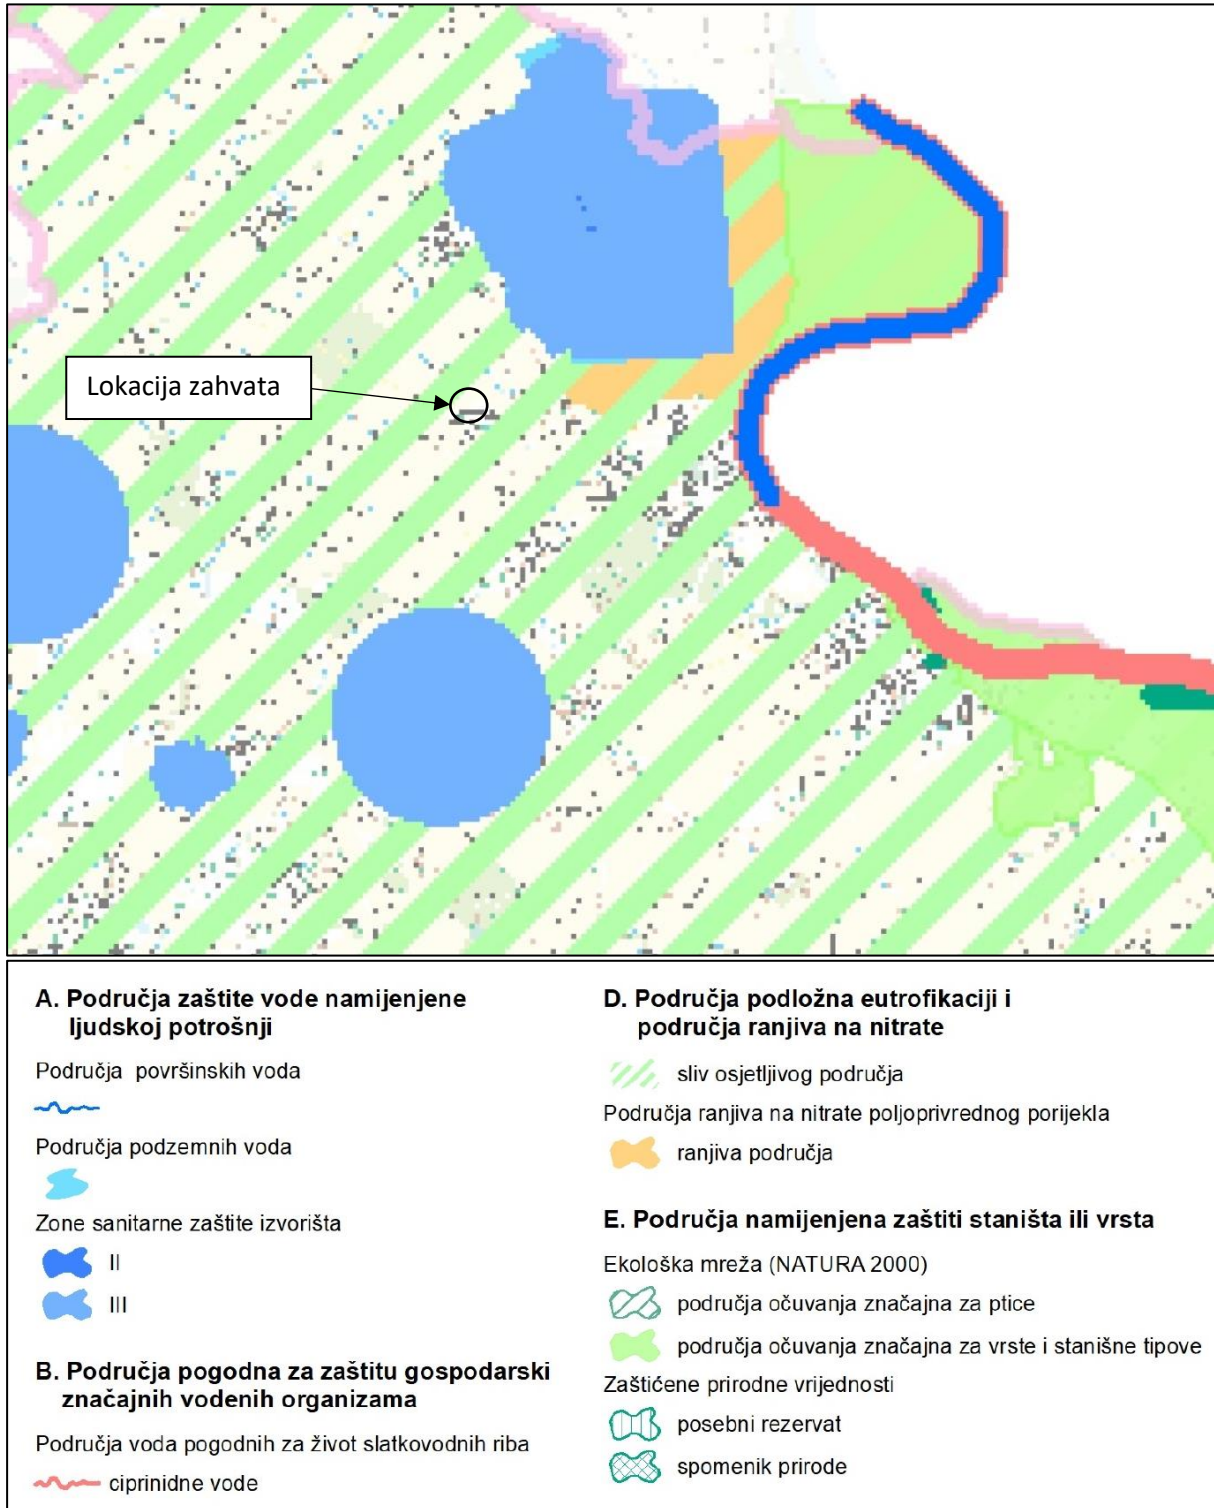 Lokacija zahvata
A. Područja zaštite vode namijenjene
ljudskoj potrošnji
Područja površinskih voda
Područja podzemnih voda
Zone sanitarne zaštite izvorišta
II
III
B. Područja pogodna za zaštitu gospodarski
značajnih vodenih organizama
Područja voda pogodnih za život slatkovodnih riba
ciprinidne vode
D. Područja podložna eutrofikaciji i
područja ranjiva na nitrate
sliv osjetljivog područja
Područja ranjiva na nitrate poljoprivrednog porijekla
ranjiva područja
E. Područja namijenjena zaštiti staništa ili vrsta
Ekološka mreža (NATURA 2000)
područja očuvanja značajna za ptice
područja očuvanja značajna za vrste i stanišne tipove
Zaštićene prirodne vrijednosti
posebni rezervat
spomenik prirode